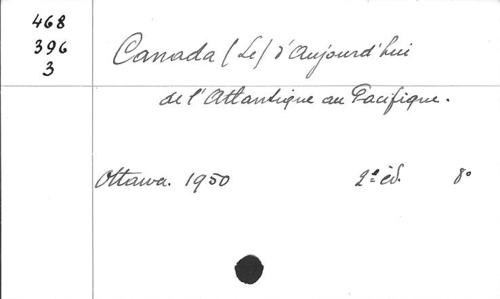 468
396
3
Canada (Le) d'aujourd'hui
de l'Atlantique au Pacifique.
Ottawa. 1950 2e éd. 8°